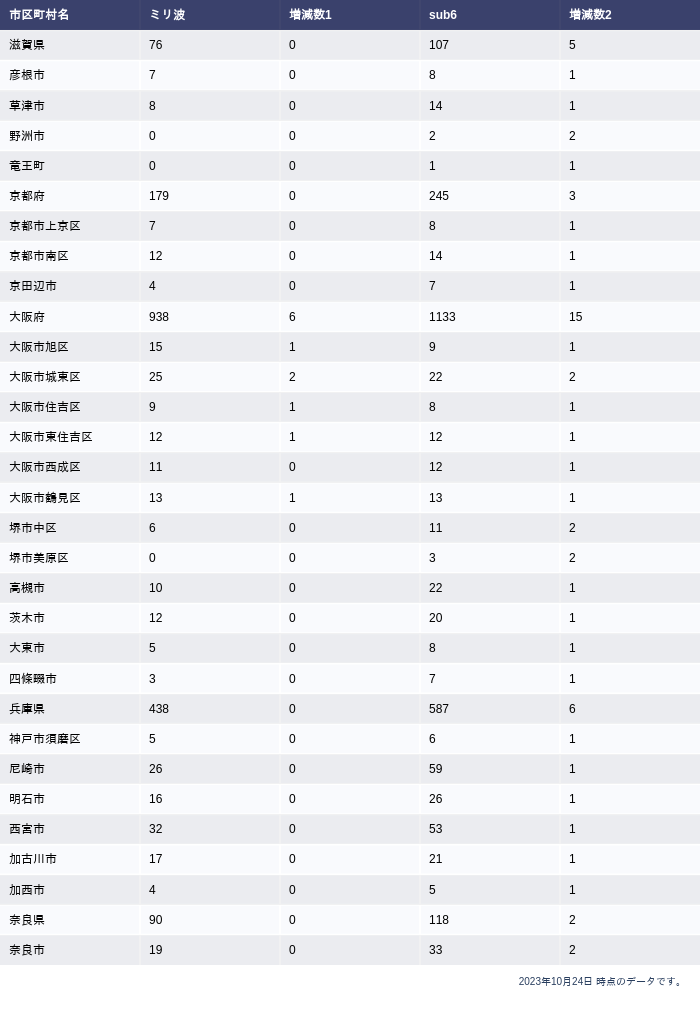 市区町村名 ミリ波 増減数1 sub6 増減数2
滋賀県 76 0 107 5
彦根市 7 0 8 1
草津市 8 0 14 1
野洲市 0 0 2 2
竜王町 0 0 1 1
京都府 179 0 245 3
京都市上京区 7 0 8 1
京都市南区 12 0 14 1
京田辺市 4 0 7 1
大阪府 938 6 1133 15
大阪市旭区 15 1 9 1
大阪市城東区 25 2 22 2
大阪市住吉区 9 1 8 1
大阪市東住吉区 12 1 12 1
大阪市西成区 11 0 12 1
大阪市鶴見区 13 1 13 1
堺市中区 6 0 11 2
堺市美原区 0 0 3 2
高槻市 10 0 22 1
茨木市 12 0 20 1
大東市 5 0 8 1
四條畷市 3 0 7 1
兵庫県 438 0 587 6
神戸市須磨区 5 0 6 1
尼崎市 26 0 59 1
明石市 16 0 26 1
西宮市 32 0 53 1
加古川市 17 0 21 1
加西市 4 0 5 1
奈良県 90 0 118 2
奈良市 19 0 33 2
2023年10月24日 時点のデータです。